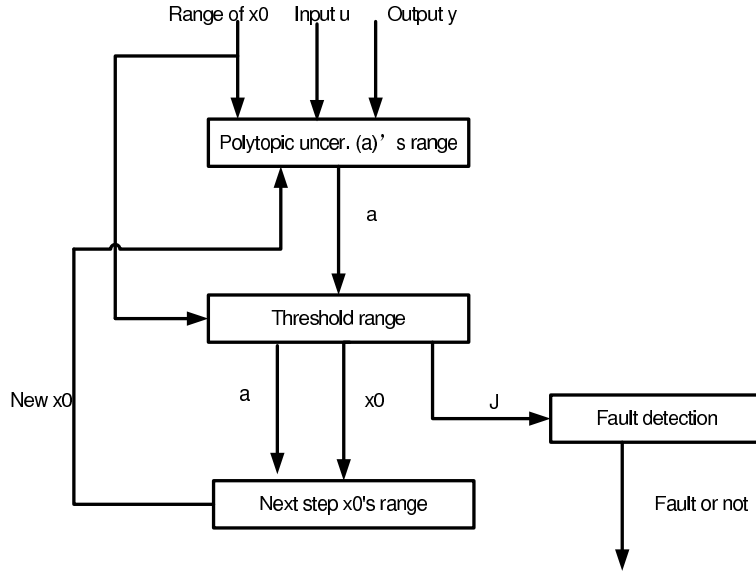 Range of x0
Input u
Output y
Polytopic uncer. (a)’ s range
a
Threshold range
a
x0
J
New x0
Fault detection
Next step x0's range
Fault or not